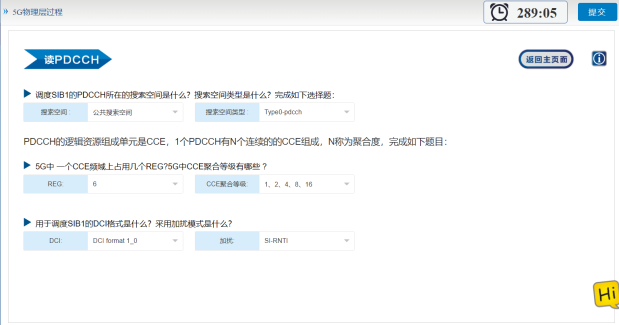 » 5G物理层过程
289:05
提交
读PDCCH
返回主页面
调度SIB1的PDCCH所在的搜索空间是什么？搜索空间类型是什么？完成如下选择题：
搜索空间 公共搜索空间 搜索空间类型 Type0-pdcch
PDCCH的逻辑资源组成单元是CCE，1个PDCCH有N个连续的的CCE组成，N称为聚合度，完成如下题目：
5G中 一个CCE频域上占用几个REG?5G中CCE聚合等级有哪些？
REG: 6 CCE聚合等级: 1、2、4、8、16
用于调度SIB1的DCI格式是什么？采用加扰模式是什么？
DCI: DCI format 1_0 加扰: SI-RNTI
Hi